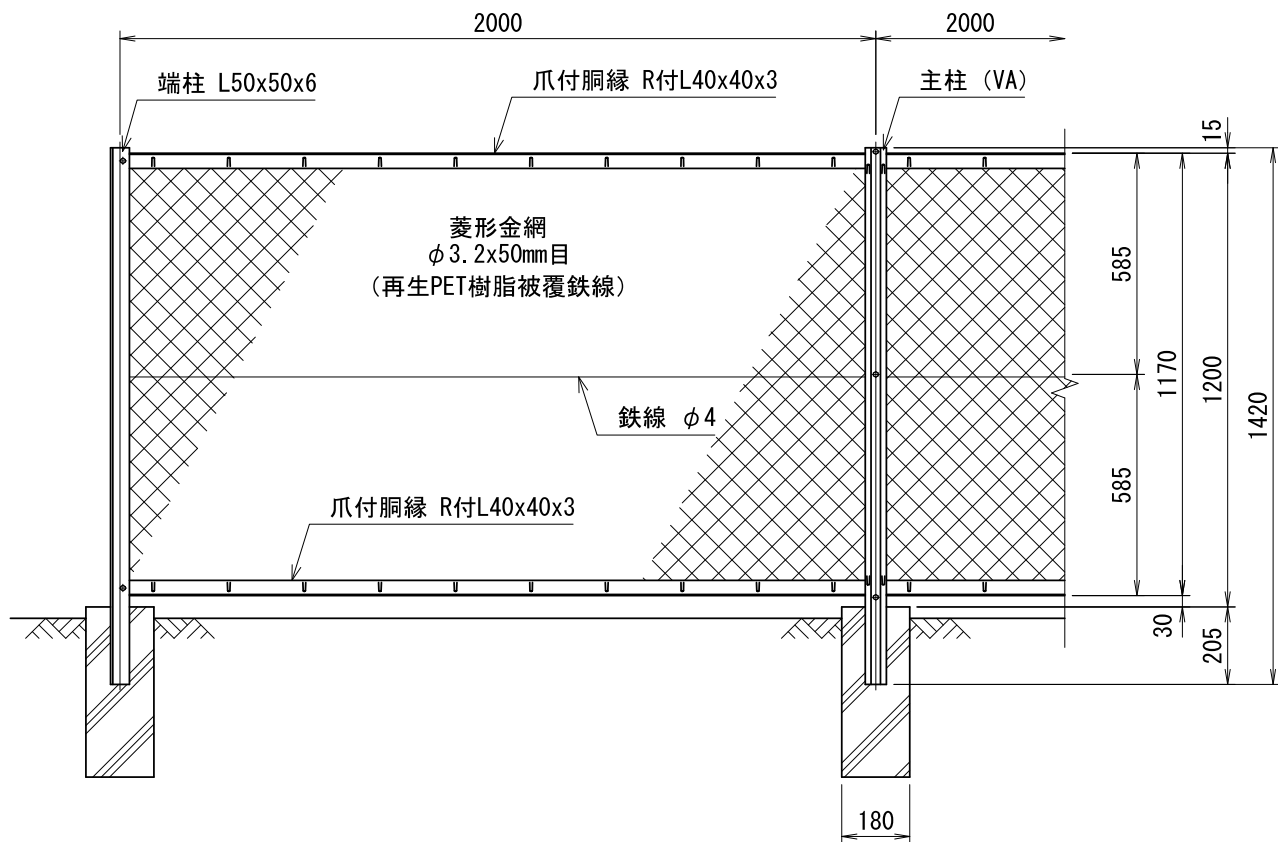 2000
2000
端柱 L50x50x6
爪付胴縁 R付L40x40x3
主柱 (VA)
15
菱形金網
φ3.2x50mm目
(再生PET樹脂被覆鉄線)
585
1170
1200
1420
鉄線 φ4
585
爪付胴縁 R付L40x40x3
30
205
180